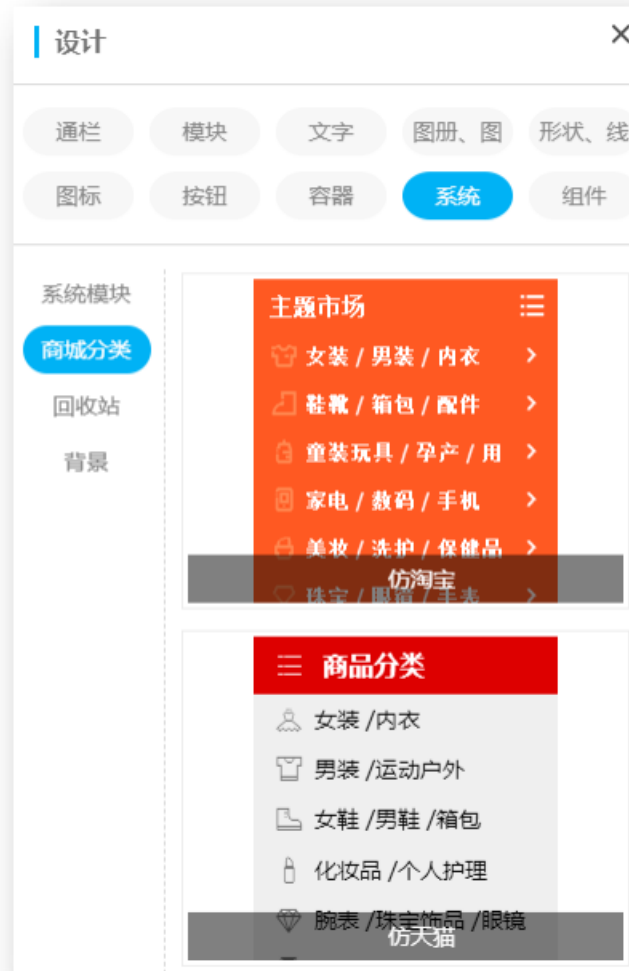 设计
通栏 模块 文字 图册、图 形状、线
图标 按钮 容器 系统 组件
系统模块
商城分类
回收站
背景
主题市场
女装 / 男装 / 内衣
鞋靴 / 箱包 / 配件
童装玩具 / 孕产 / 用
家电 / 数码 / 手机
美妆 / 洗护 / 保健品
仿淘宝
珠宝 / 眼镜 / 手表
商品分类
女装 /内衣
男装 /运动户外
女鞋 /男鞋 /箱包
化妆品 /个人护理
腕表 /珠宝饰品 /眼镜
仿天猫